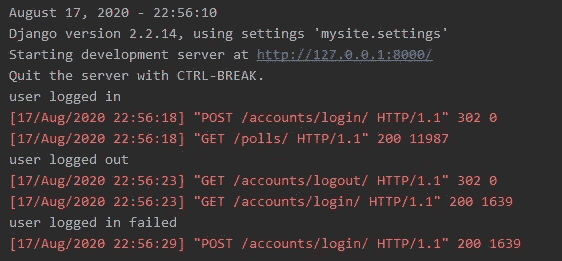 August 17, 2020 - 22:56:10
Django version 2.2.14, using settings 'mysite.settings'
Starting development server at http://127.0.0.1:8000/
Quit the server with CTRL-BREAK.
user logged in
[17/Aug/2020 22:56:18] "POST /accounts/login/ HTTP/1.1" 302 0
[17/Aug/2020 22:56:18] "GET /polls/ HTTP/1.1" 200 11987
user logged out
[17/Aug/2020 22:56:23] "GET /accounts/logout/ HTTP/1.1" 302 0
[17/Aug/2020 22:56:23] "GET /accounts/login/ HTTP/1.1" 200 1639
user logged in failed
[17/Aug/2020 22:56:29] "POST /accounts/login/ HTTP/1.1" 200 1639